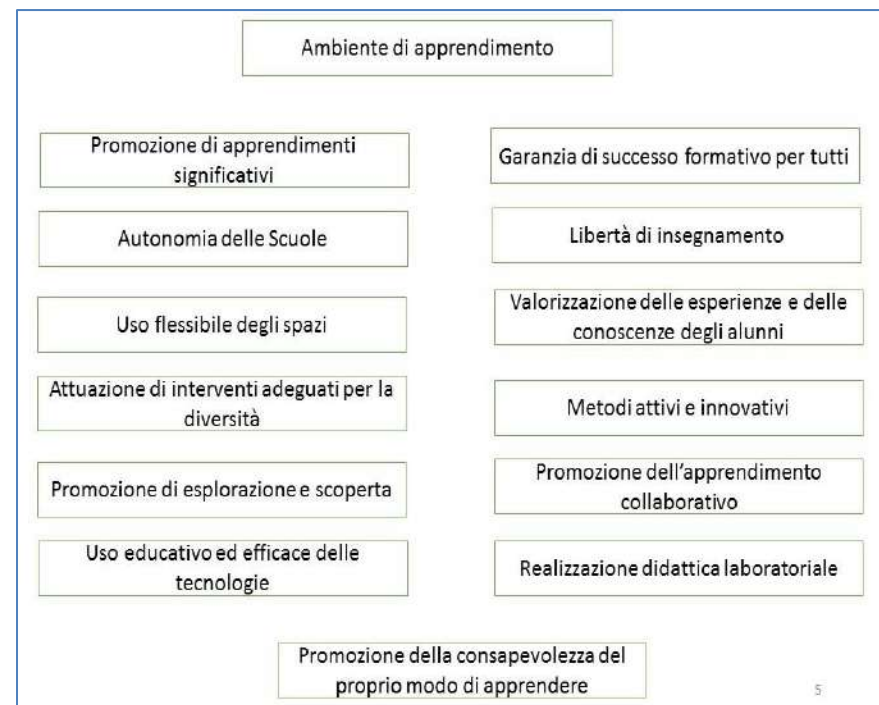 Ambiente di apprendimento
Promozione di apprendimenti
significativi
Garanzia di successo formativo per tutti
Autonomia delle Scuole
Libertà di insegnamento
Uso flessibile degli spazi
Valorizzazione delle esperienze e delle
conoscenze degli alunni
Attuazione di interventi adeguati per la
diversità
Metodi attivi e innovativi
Promozione di esplorazione e scoperta
Promozione dell'apprendimento
collaborativo
Uso educativo ed efficace delle
tecnologie
Realizzazione didattica laboratoriale
Promozione della consapevolezza del
proprio modo di apprendere
5